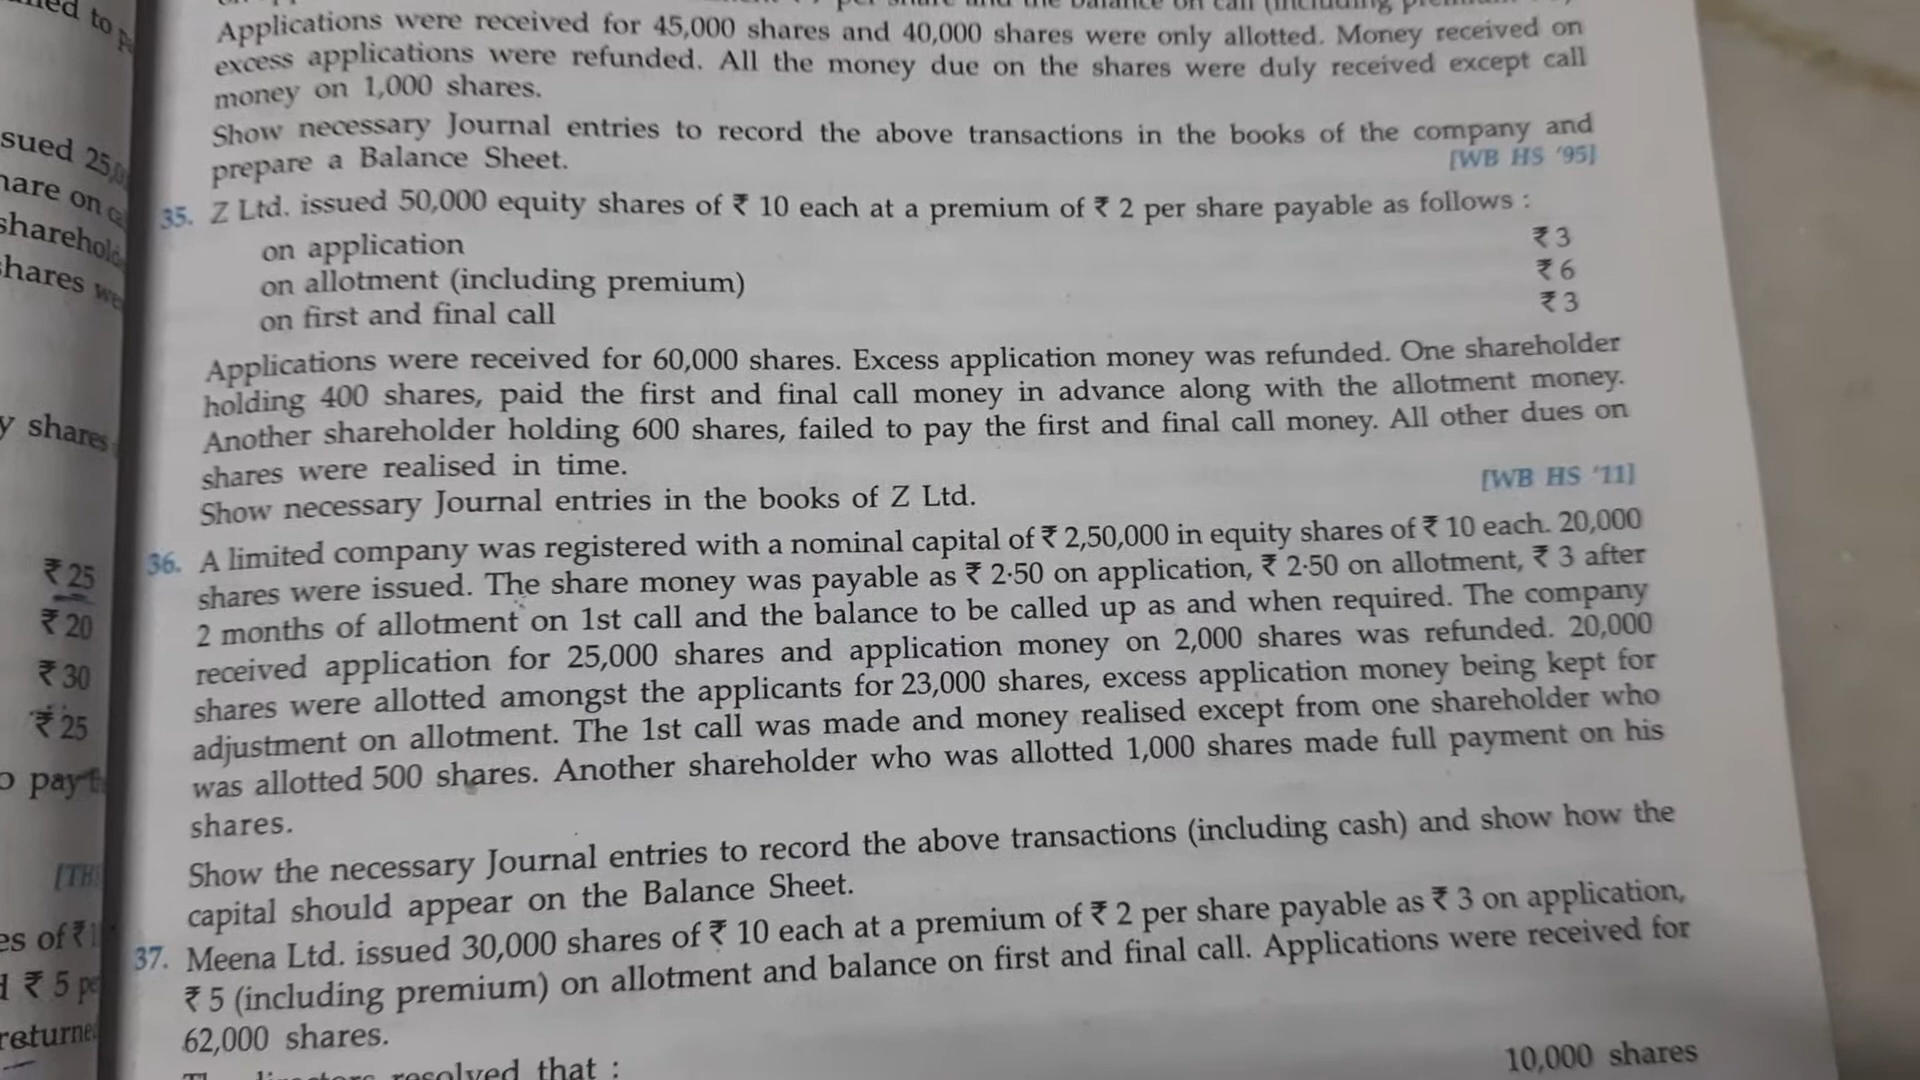 Applications were received for 45,000 shares and 40,000 shares were only allotted. Money received on
excess applications were refunded. All the money due on the shares were duly received except call
money on 1,000 shares.
Show necessary Journal entries to record the above transactions in the books of the company and
prepare a Balance Sheet. [WB HS '95]
35. Z Ltd. issued 50,000 equity shares of ₹ 10 each at a premium of ₹ 2 per share payable as follows :
on application ₹ 3
on allotment (including premium) ₹ 6
on first and final call ₹ 3
Applications were received for 60,000 shares. Excess application money was refunded. One shareholder
holding 400 shares, paid the first and final call money in advance along with the allotment money.
Another shareholder holding 600 shares, failed to pay the first and final call money. All other dues on
shares were realised in time.
Show necessary Journal entries in the books of Z Ltd. [WB HS '11]
36. A limited company was registered with a nominal capital of ₹ 2,50,000 in equity shares of ₹ 10 each. 20,000
shares were issued. The share money was payable as ₹ 2·50 on application, ₹ 2·50 on allotment, ₹ 3 after
2 months of allotment on 1st call and the balance to be called up as and when required. The company
received application for 25,000 shares and application money on 2,000 shares was refunded. 20,000
shares were allotted amongst the applicants for 23,000 shares, excess application money being kept for
adjustment on allotment. The 1st call was made and money realised except from one shareholder who
was allotted 500 shares. Another shareholder who was allotted 1,000 shares made full payment on his
shares.
Show the necessary Journal entries to record the above transactions (including cash) and show how the
capital should appear on the Balance Sheet.
37. Meena Ltd. issued 30,000 shares of ₹ 10 each at a premium of ₹ 2 per share payable as ₹ 3 on application,
₹ 5 (including premium) on allotment and balance on first and final call. Applications were received for
62,000 shares.
resolved that :
10,000 shares
sued
hare on
shares
y shares
₹ 25
₹ 20
₹ 30
₹ 25
es of ₹
₹ 5